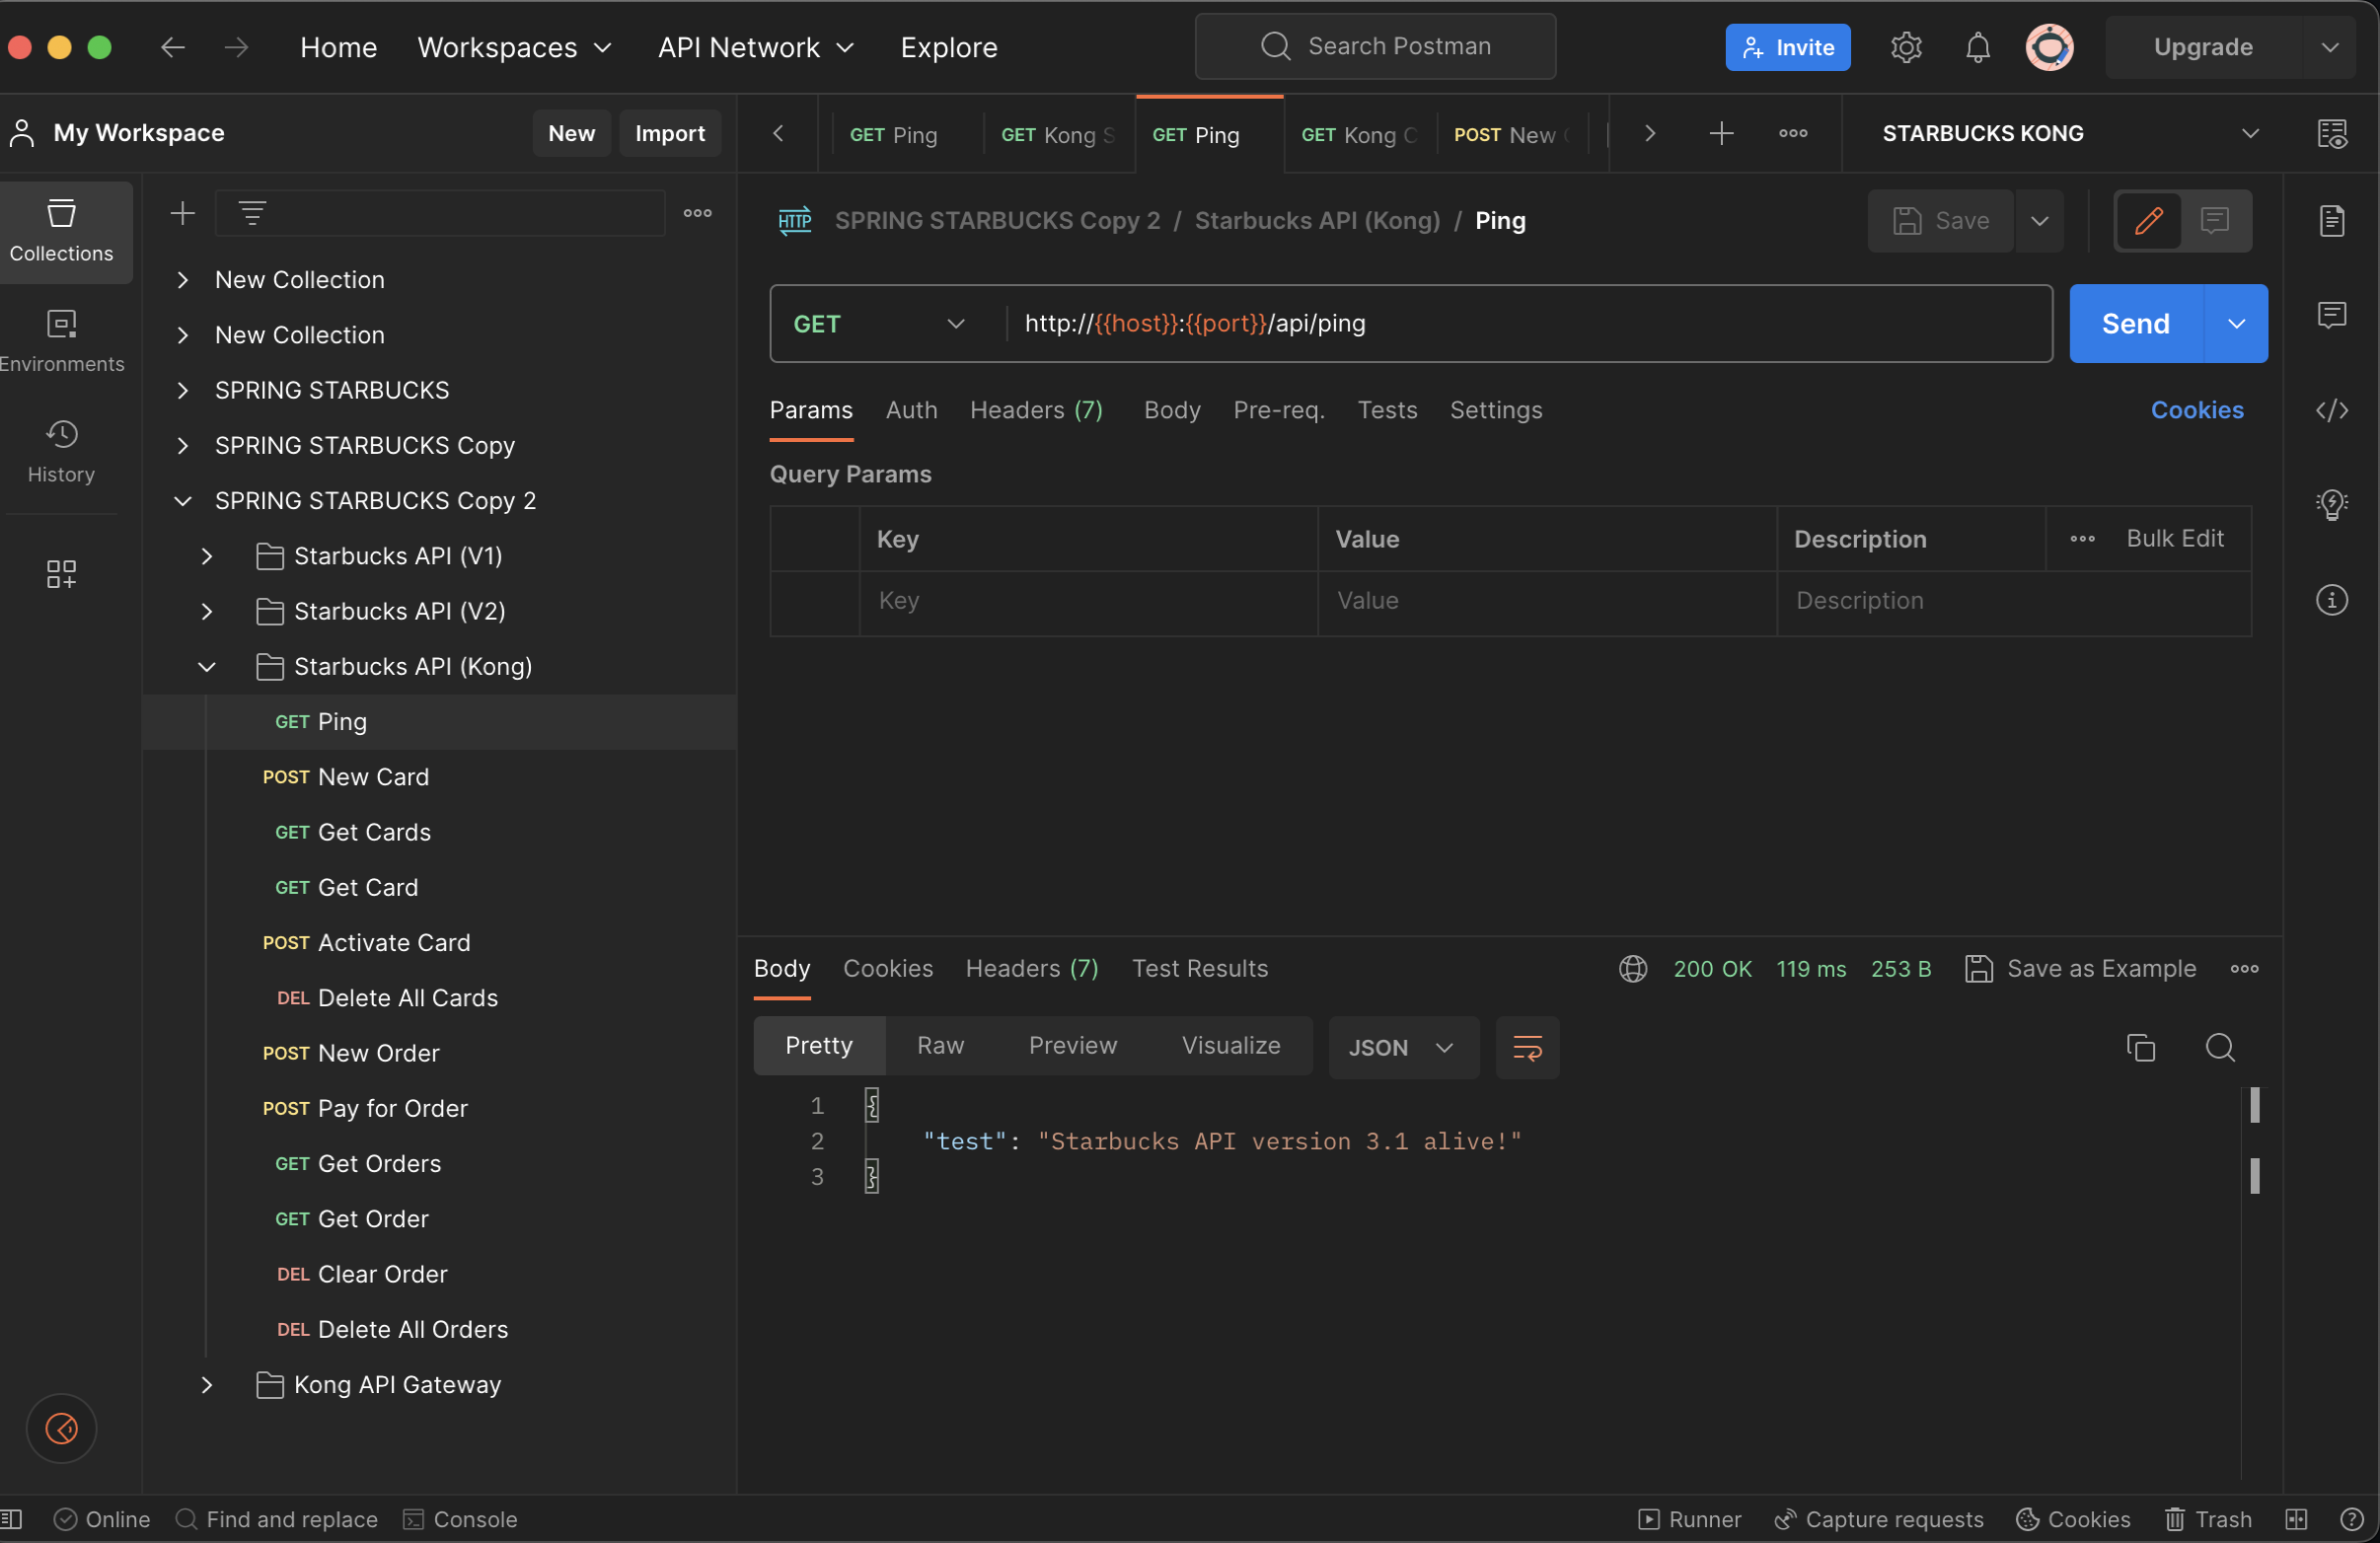 Home Workspaces API Network Explore Search Postman Invite Upgrade
My Workspace New Import
GET Ping GET Kong S GET Ping GET Kong C POST New STARBUCKS KONG
Collections
Environments
History
New Collection
New Collection
SPRING STARBUCKS
SPRING STARBUCKS Copy
SPRING STARBUCKS Copy 2
Starbucks API (V1)
Starbucks API (V2)
Starbucks API (Kong)
GET Ping
POST New Card
GET Get Cards
GET Get Card
POST Activate Card
DEL Delete All Cards
POST New Order
POST Pay for Order
GET Get Orders
GET Get Order
DEL Clear Order
DEL Delete All Orders
Kong API Gateway
HTTP SPRING STARBUCKS Copy 2 / Starbucks API (Kong) / Ping Save
GET http://{{host}}:{{port}}/api/ping Send
Params Auth Headers (7) Body Pre-req. Tests Settings Cookies
Query Params
Key Value Description Bulk Edit
Key Value Description
Body Cookies Headers (7) Test Results 200 OK 119 ms 253 B Save as Example
Pretty Raw Preview Visualize JSON
1 {
2 "test": "Starbucks API version 3.1 alive!"
3 }
Online Find and replace Console Runner Capture requests Cookies Trash